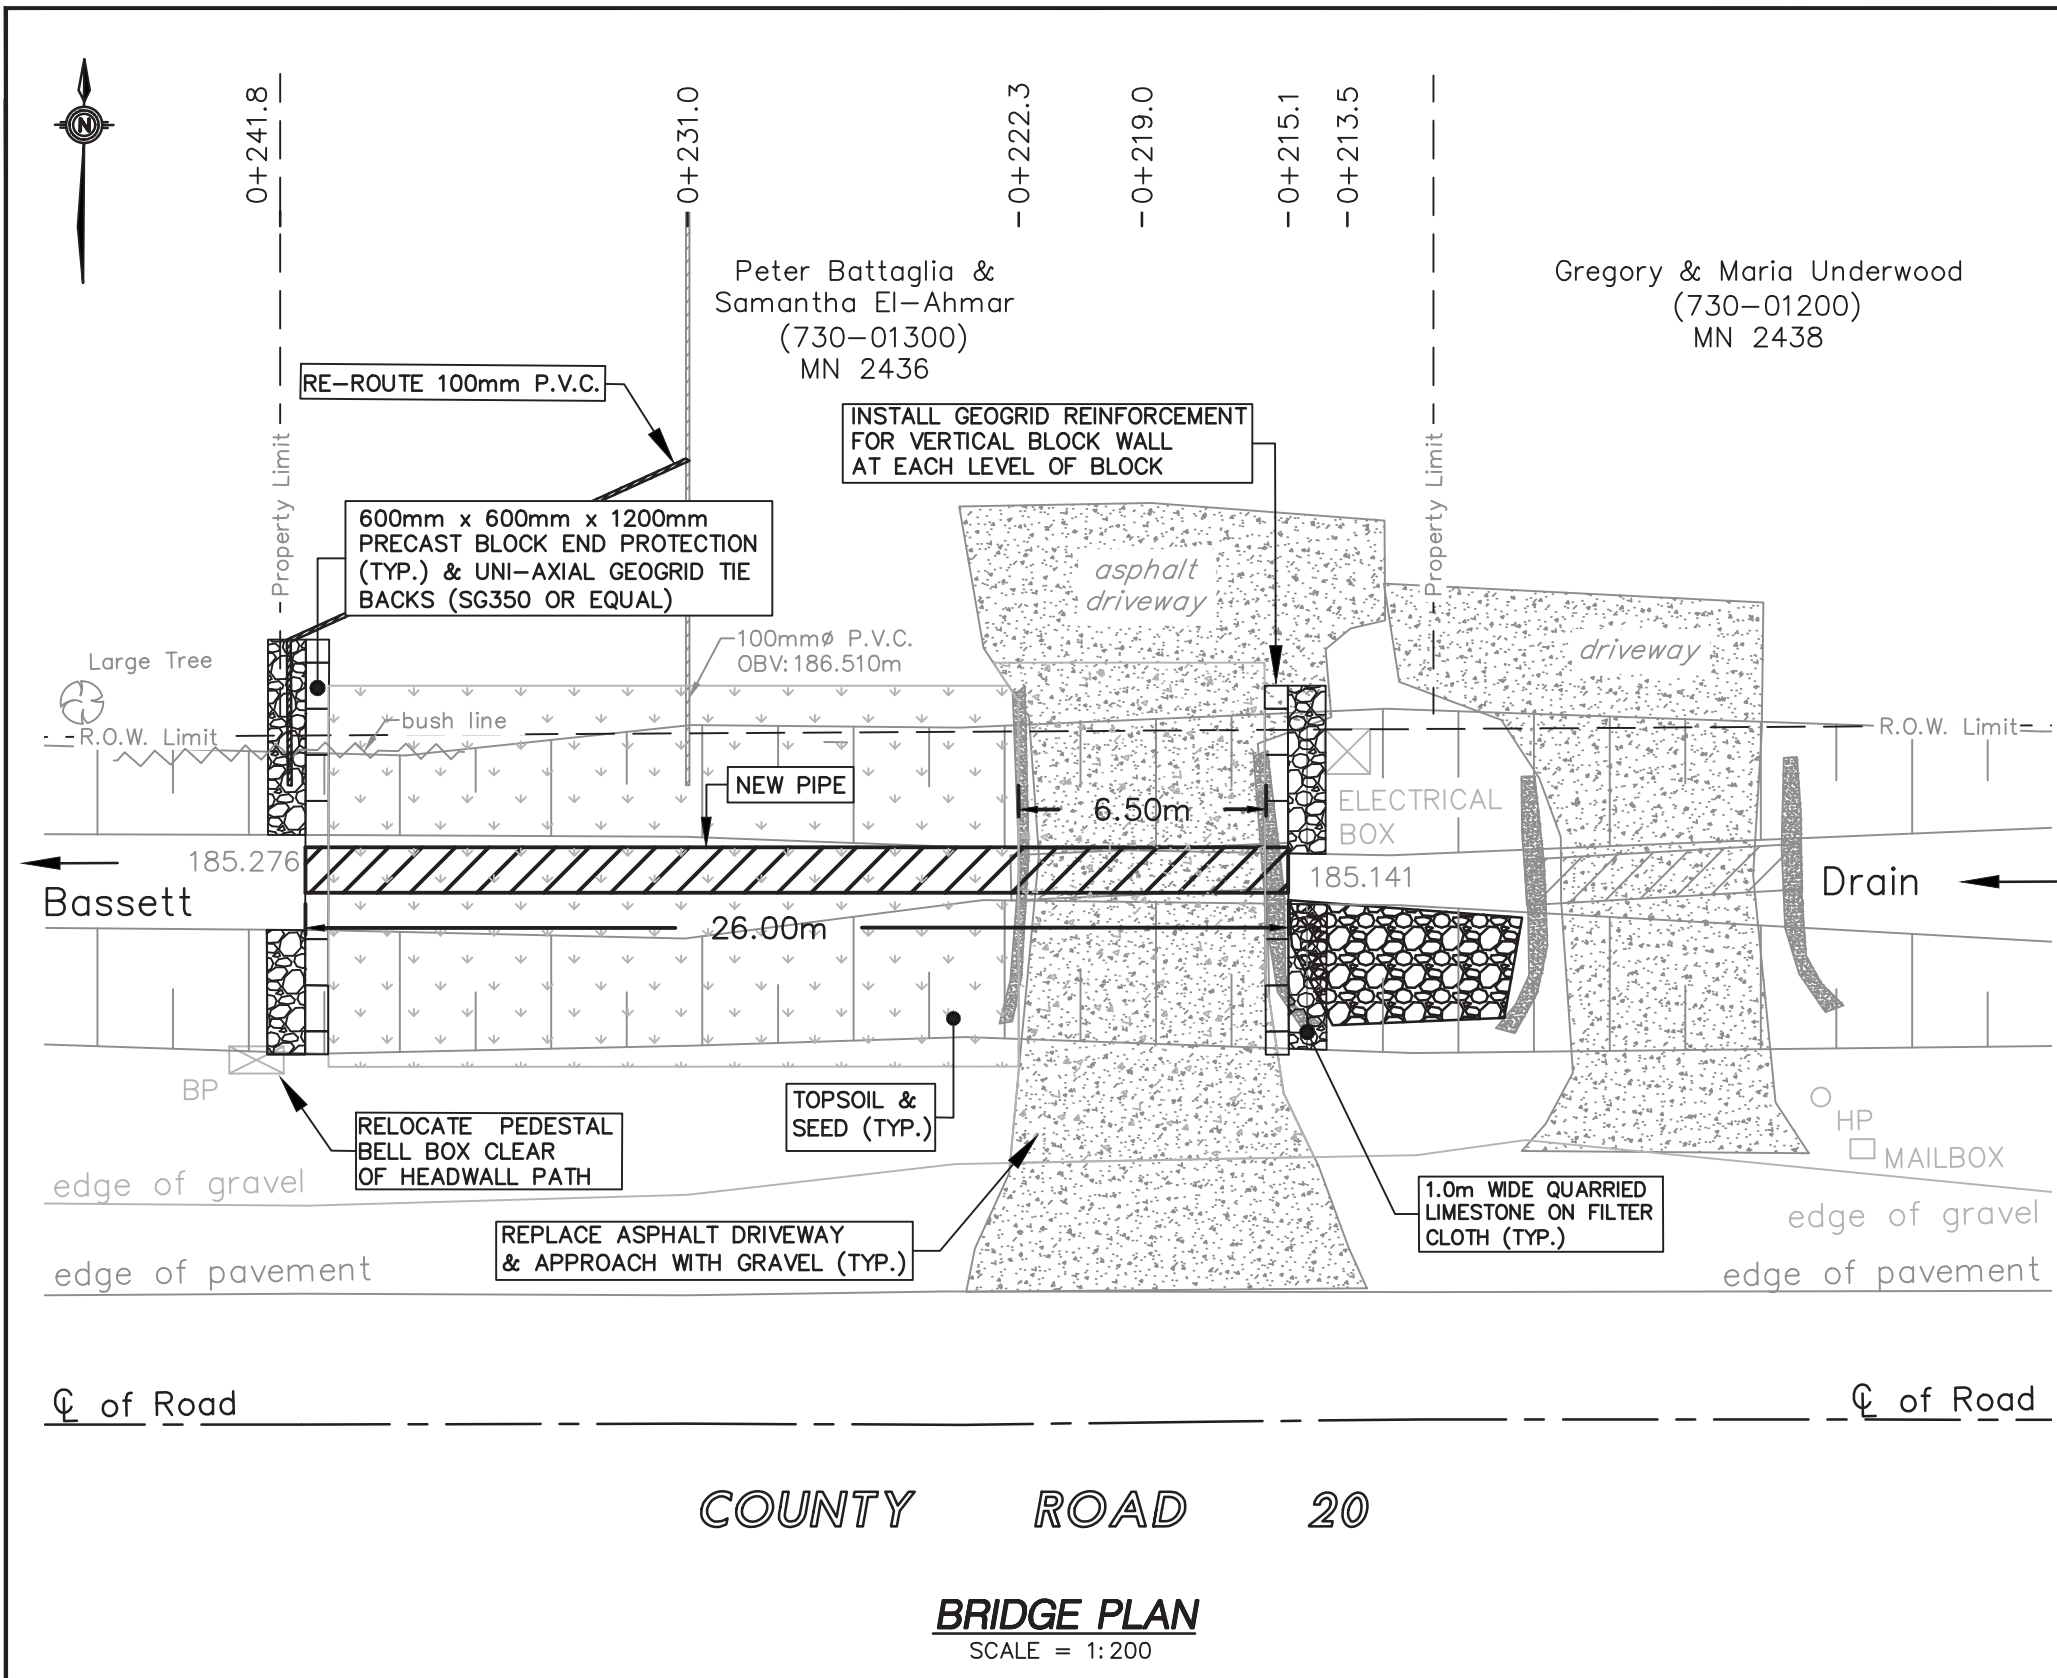 N
0+241.8
0+231.0
0+222.3
0+219.0
0+215.1
0+213.5
Peter Battaglia &
Samantha El-Ahmar
(730-01300)
MN 2436
Gregory & Maria Underwood
(730-01200)
MN 2438
RE-ROUTE 100mm P.V.C.
INSTALL GEOGRID REINFORCEMENT
FOR VERTICAL BLOCK WALL
AT EACH LEVEL OF BLOCK
Property Limit
Property Limit
600mm x 600mm x 1200mm
PRECAST BLOCK END PROTECTION
(TYP.) & UNI-AXIAL GEOGRID TIE
BACKS (SG350 OR EQUAL)
asphalt
driveway
driveway
Large Tree
100mmø P.V.C.
OBV: 186.510m
bush line
R.O.W. Limit
R.O.W. Limit
NEW PIPE
6.50m
ELECTRICAL
BOX
185.276
185.141
Bassett
Drain
26.00m
BP
TOPSOIL &
SEED (TYP.)
RELOCATE PEDESTAL
BELL BOX CLEAR
OF HEADWALL PATH
HP
MAILBOX
edge of gravel
1.0m WIDE QUARRIED
LIMESTONE ON FILTER
CLOTH (TYP.)
edge of gravel
REPLACE ASPHALT DRIVEWAY
& APPROACH WITH GRAVEL (TYP.)
edge of pavement
edge of pavement
℄ of Road
℄ of Road
COUNTY ROAD 20
BRIDGE PLAN
SCALE = 1:200